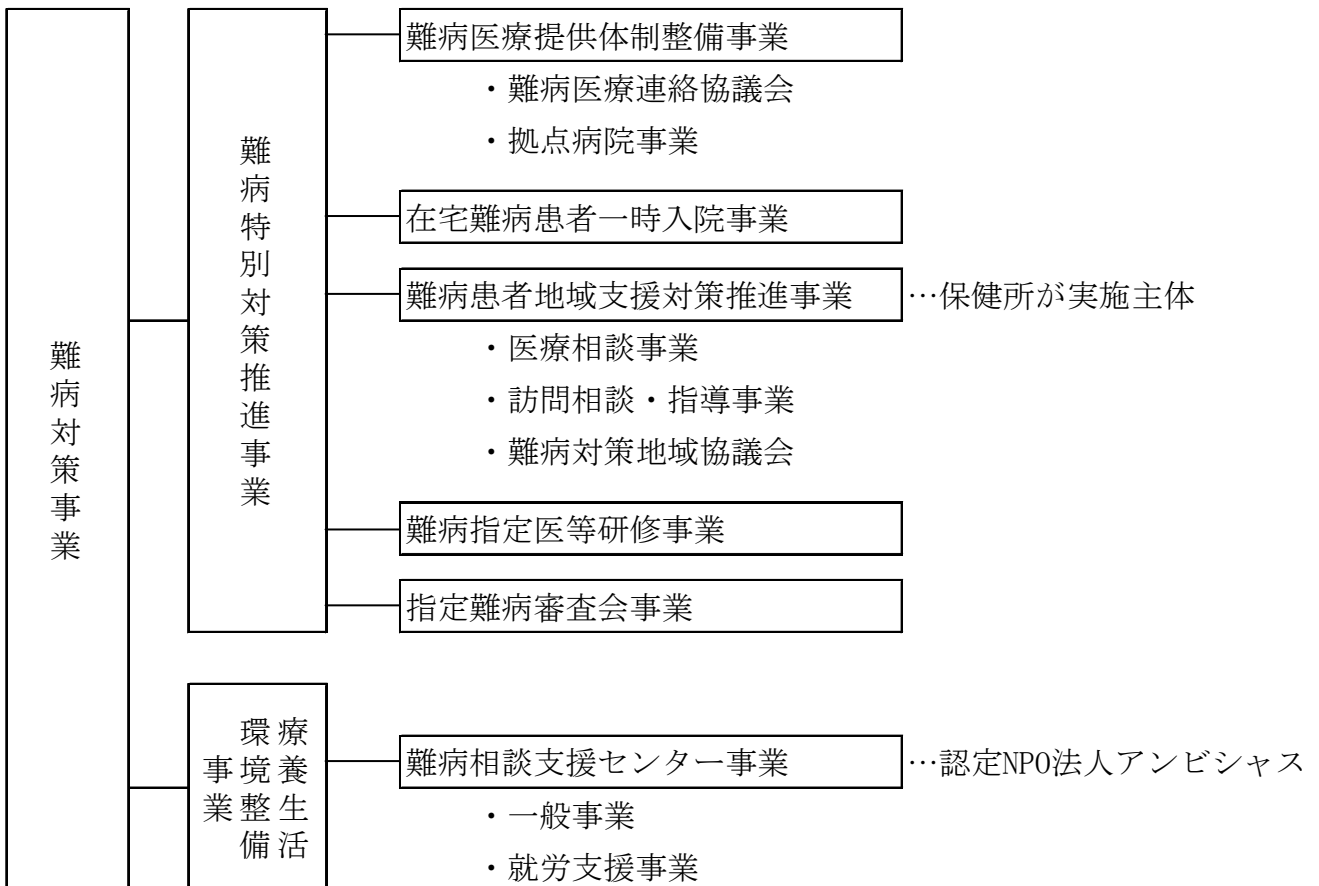 難病対策事業
難病特別対策推進事業
難病医療提供体制整備事業
・難病医療連絡協議会
・拠点病院事業
在宅難病患者一時入院事業
難病患者地域支援対策推進事業 …保健所が実施主体
・医療相談事業
・訪問相談・指導事業
・難病対策地域協議会
難病指定医等研修事業
指定難病審査会事業
療養生活
環境整備
事業
難病相談支援センター事業 …認定NPO法人アンビシャス
・一般事業
・就労支援事業